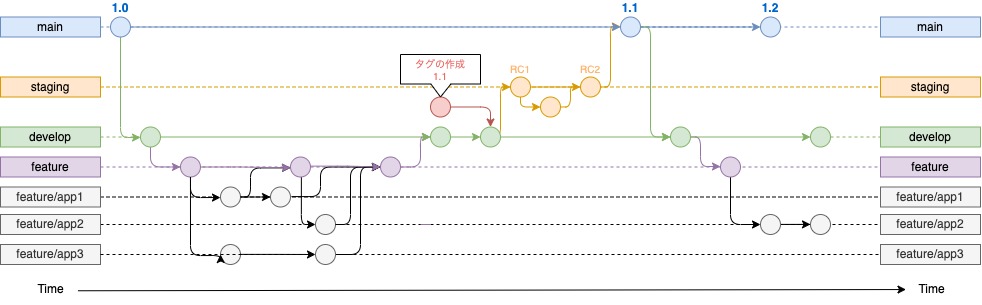 1.0
1.1
1.2
main
main
タグの作成
1.1
RC1
RC2
staging
staging
develop
develop
feature
feature
feature/app1
feature/app1
feature/app2
feature/app2
feature/app3
feature/app3
Time
Time